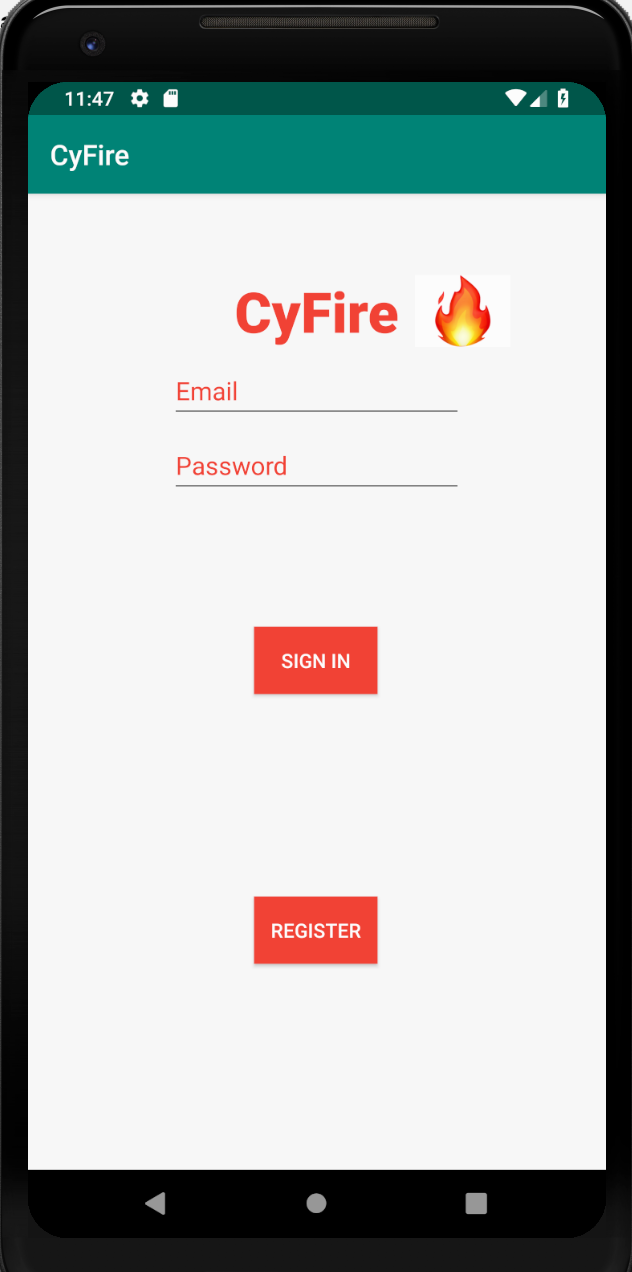 11:47
CyFire
CyFire
Email
Password
SIGN IN
REGISTER